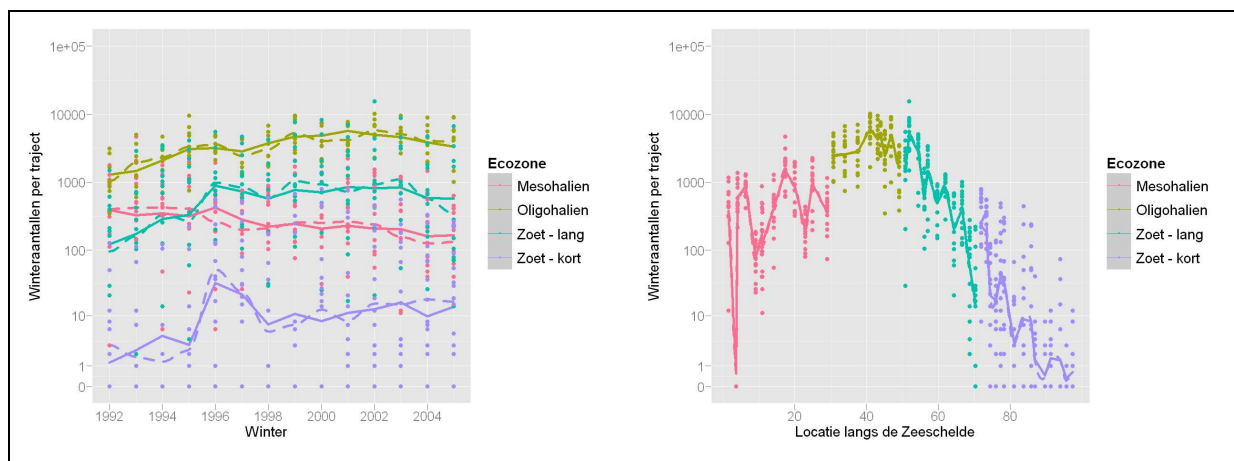 Winteraantallen per traject
1e+05
10000
1000
100
10
1
0
1992 1994 1996 1998 2000 2002 2004
Winter
Ecozone
Mesohalien
Oligohalien
Zoet - lang
Zoet - kort
Winteraantallen per traject
1e+05
10000
1000
100
10
1
0
20 40 60 80
Locatie langs de Zeeschelde
Ecozone
Mesohalien
Oligohalien
Zoet - lang
Zoet - kort